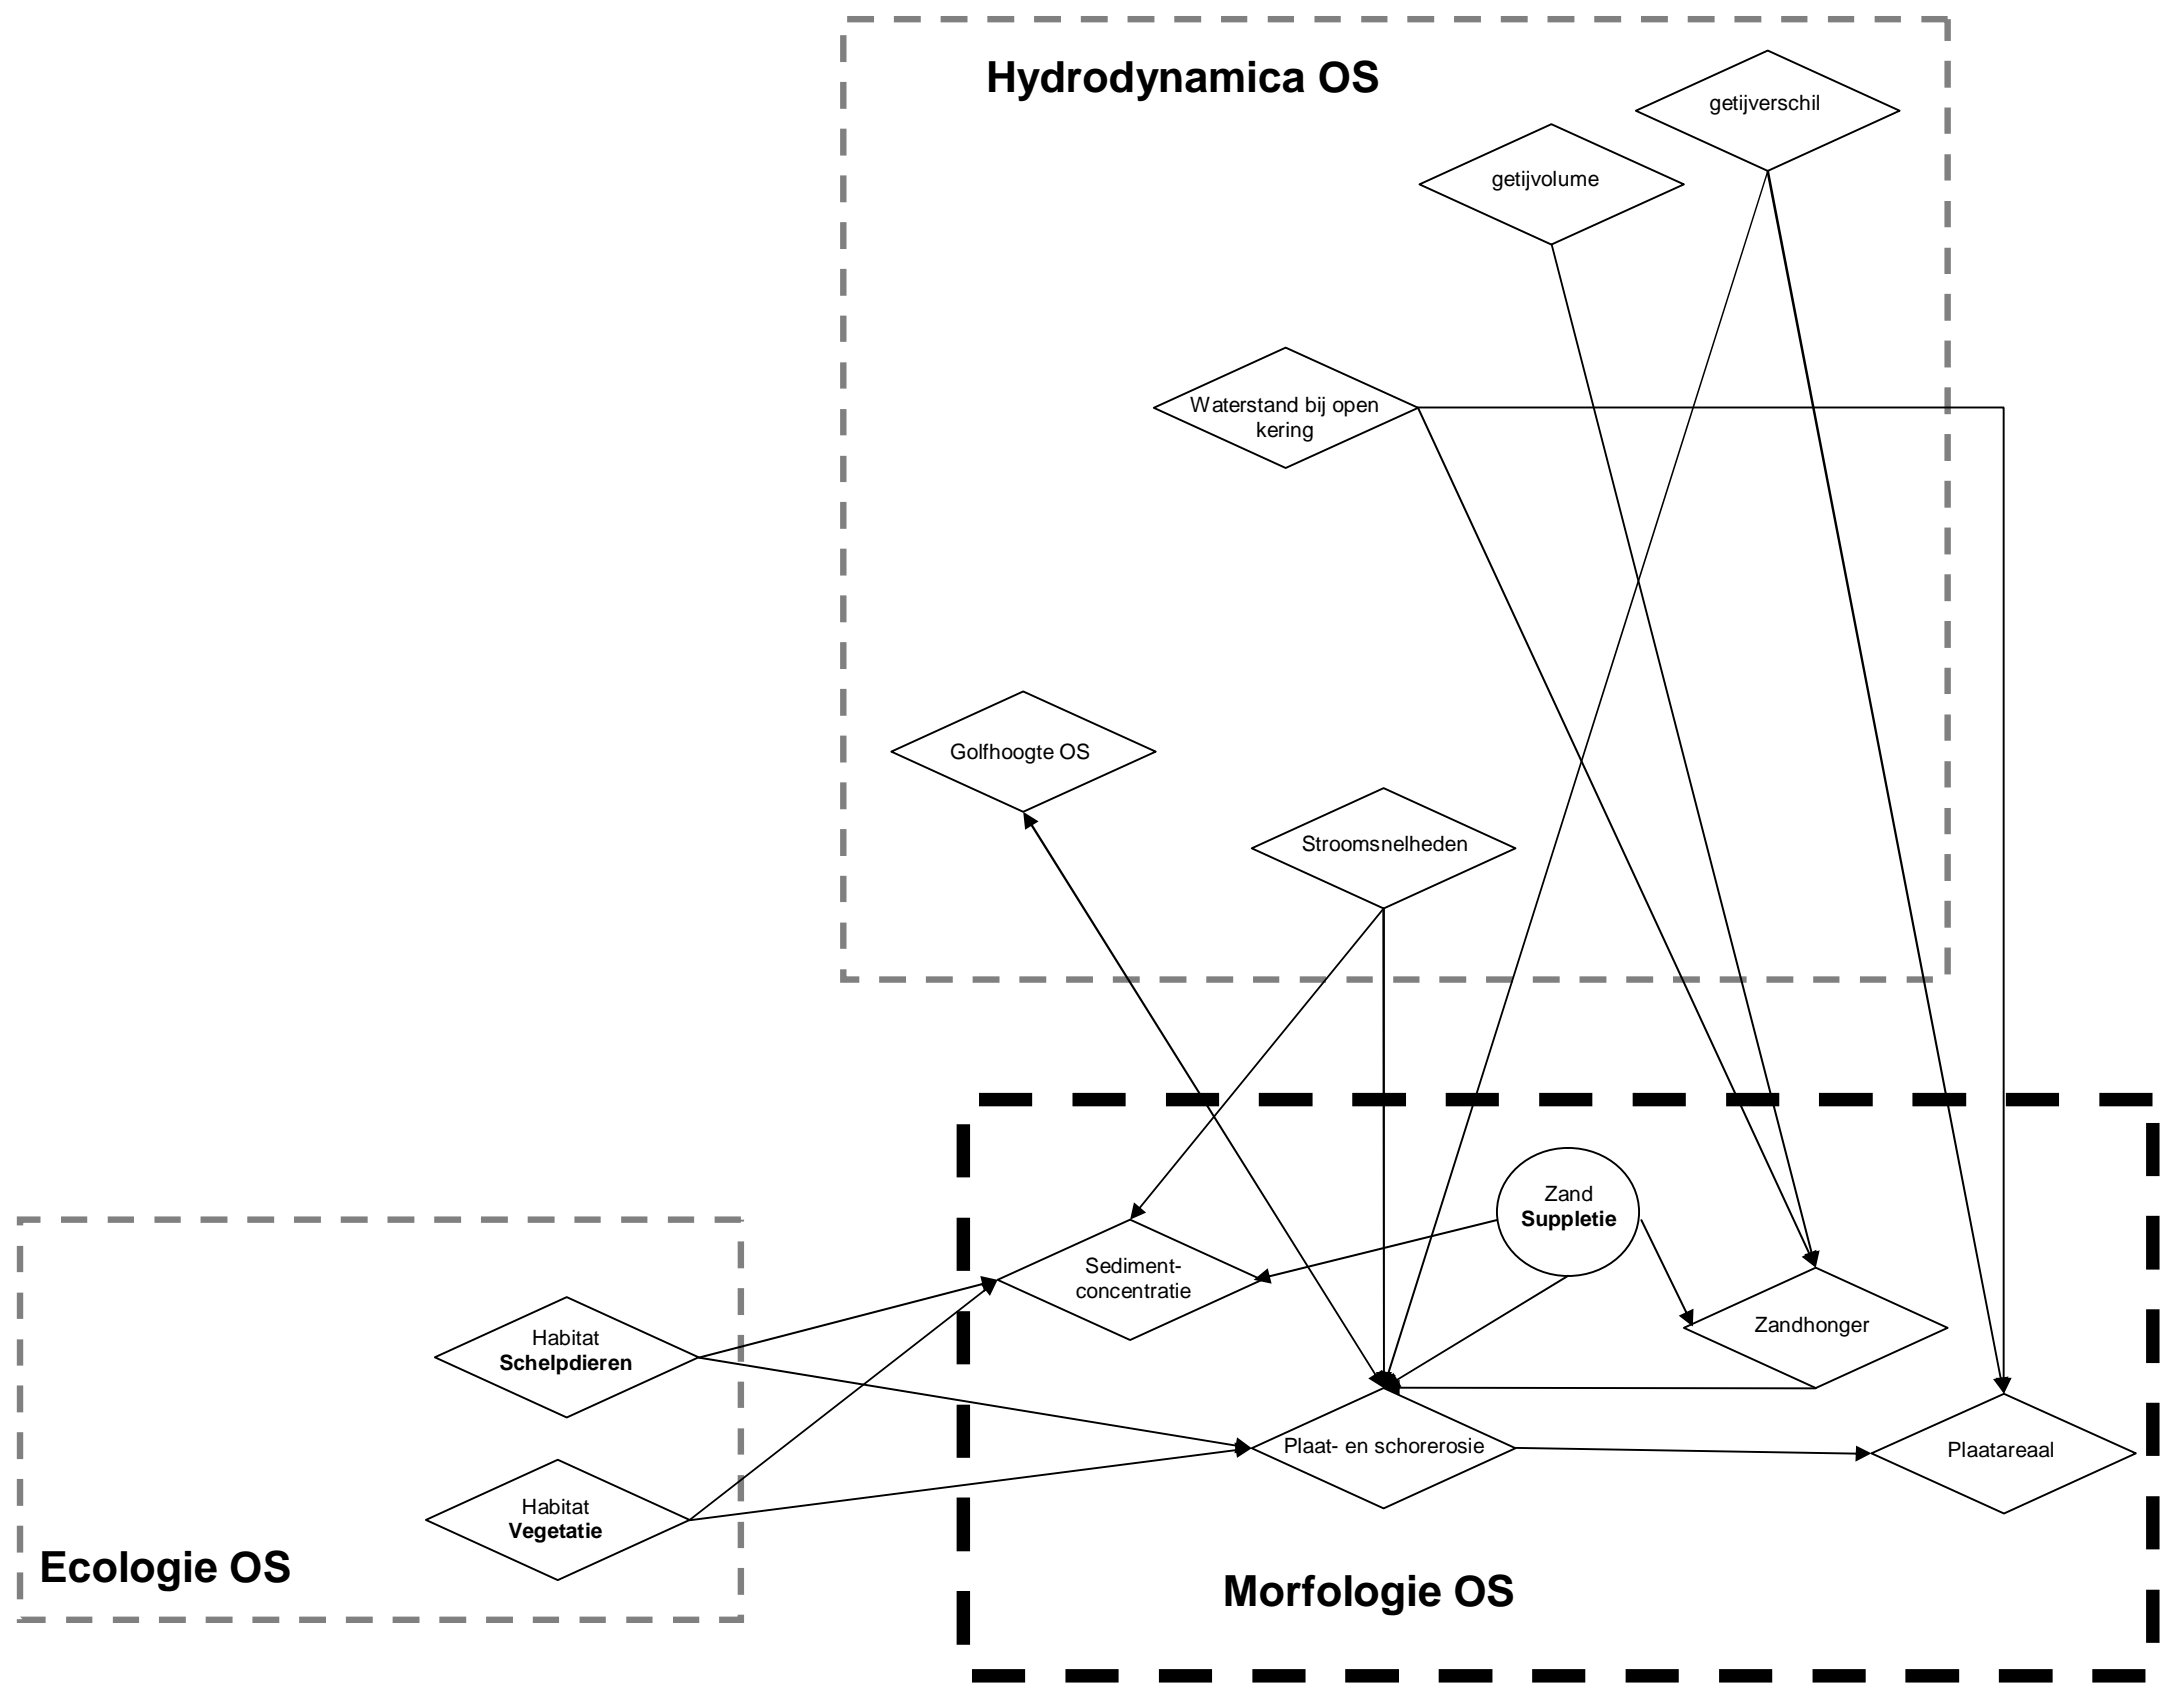 Hydrodynamica OS
getijverschil
getijvolume
Waterstand bij open
kering
Golfhoogte OS
Stroomsnelheden
Zand
Suppletie
Sediment-
concentratie
Zandhonger
Habitat
Schelpdieren
Plaat- en schorerosie
Plaatareaal
Habitat
Vegetatie
Ecologie OS
Morfologie OS